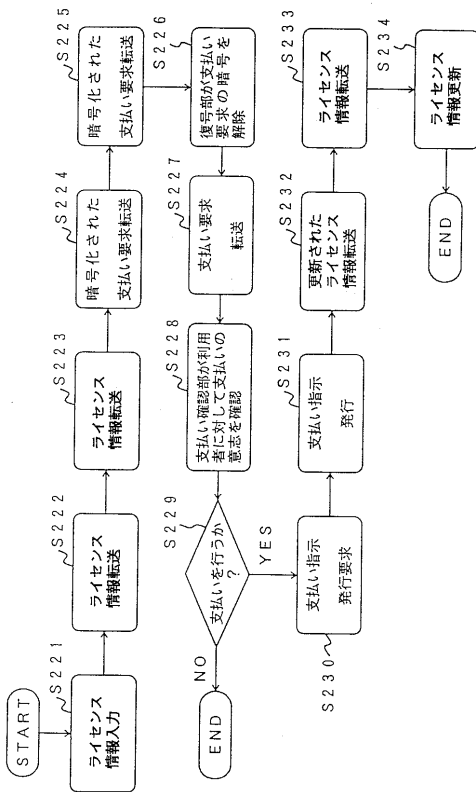 START
S221
ライセンス
情報入力
S222
ライセンス
情報転送
S223
ライセンス
情報転送
S224
暗号化された
支払い要求転送
S225
暗号化された
支払い要求転送
S226
復号部が支払い
要求の暗号を
解除
S227
支払い要求
転送
S228
支払い確認部が利用
者に対して支払いの
意志を確認
S229
支払いを行うか
?
NO
END
YES
S230
支払い指示
発行要求
S231
支払い指示
発行
S232
更新された
ライセンス
情報転送
S233
ライセンス
情報転送
S234
ライセンス
情報更新
END